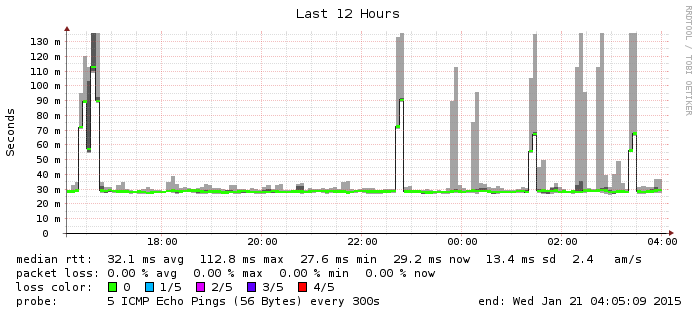 Last 12 Hours
RRDTOOL / TOBI OETIKER
Seconds
130 m
120 m
110 m
100 m
90 m
80 m
70 m
60 m
50 m
40 m
30 m
20 m
10 m
0
18:00 20:00 22:00 00:00 02:00 04:00
median rtt: 32.1 ms avg 112.8 ms max 27.6 ms min 29.2 ms now 13.4 ms sd 2.4 am/s
packet loss: 0.00 % avg 0.00 % max 0.00 % min 0.00 % now
loss color: 0 1/5 2/5 3/5 4/5
probe: 5 ICMP Echo Pings (56 Bytes) every 300s end: Wed Jan 21 04:05:09 2015